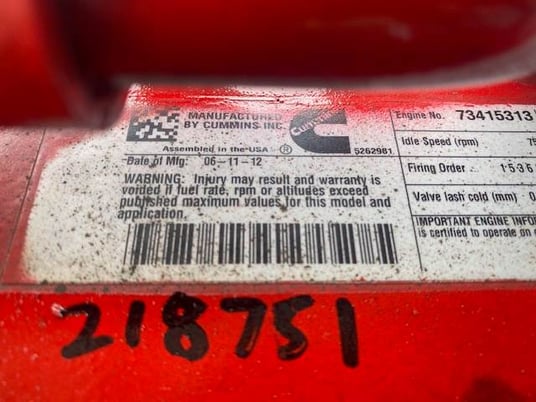 MANUFACTURED
BY CUMMINS INC.
Cummins
Assembled in the USA ®
5262981
Date of Mfg: 06-11-12
WARNING: Injury may result and warranty is
voided if fuel rate, rpm or altitudes exceed
published maximum values for this model and
application.
Engine No. 73415313
Idle Speed (rpm)
Firing Order 1·5·3·6
Valve lash cold (mm)
IMPORTANT ENGINE
is certified to operate on
218751